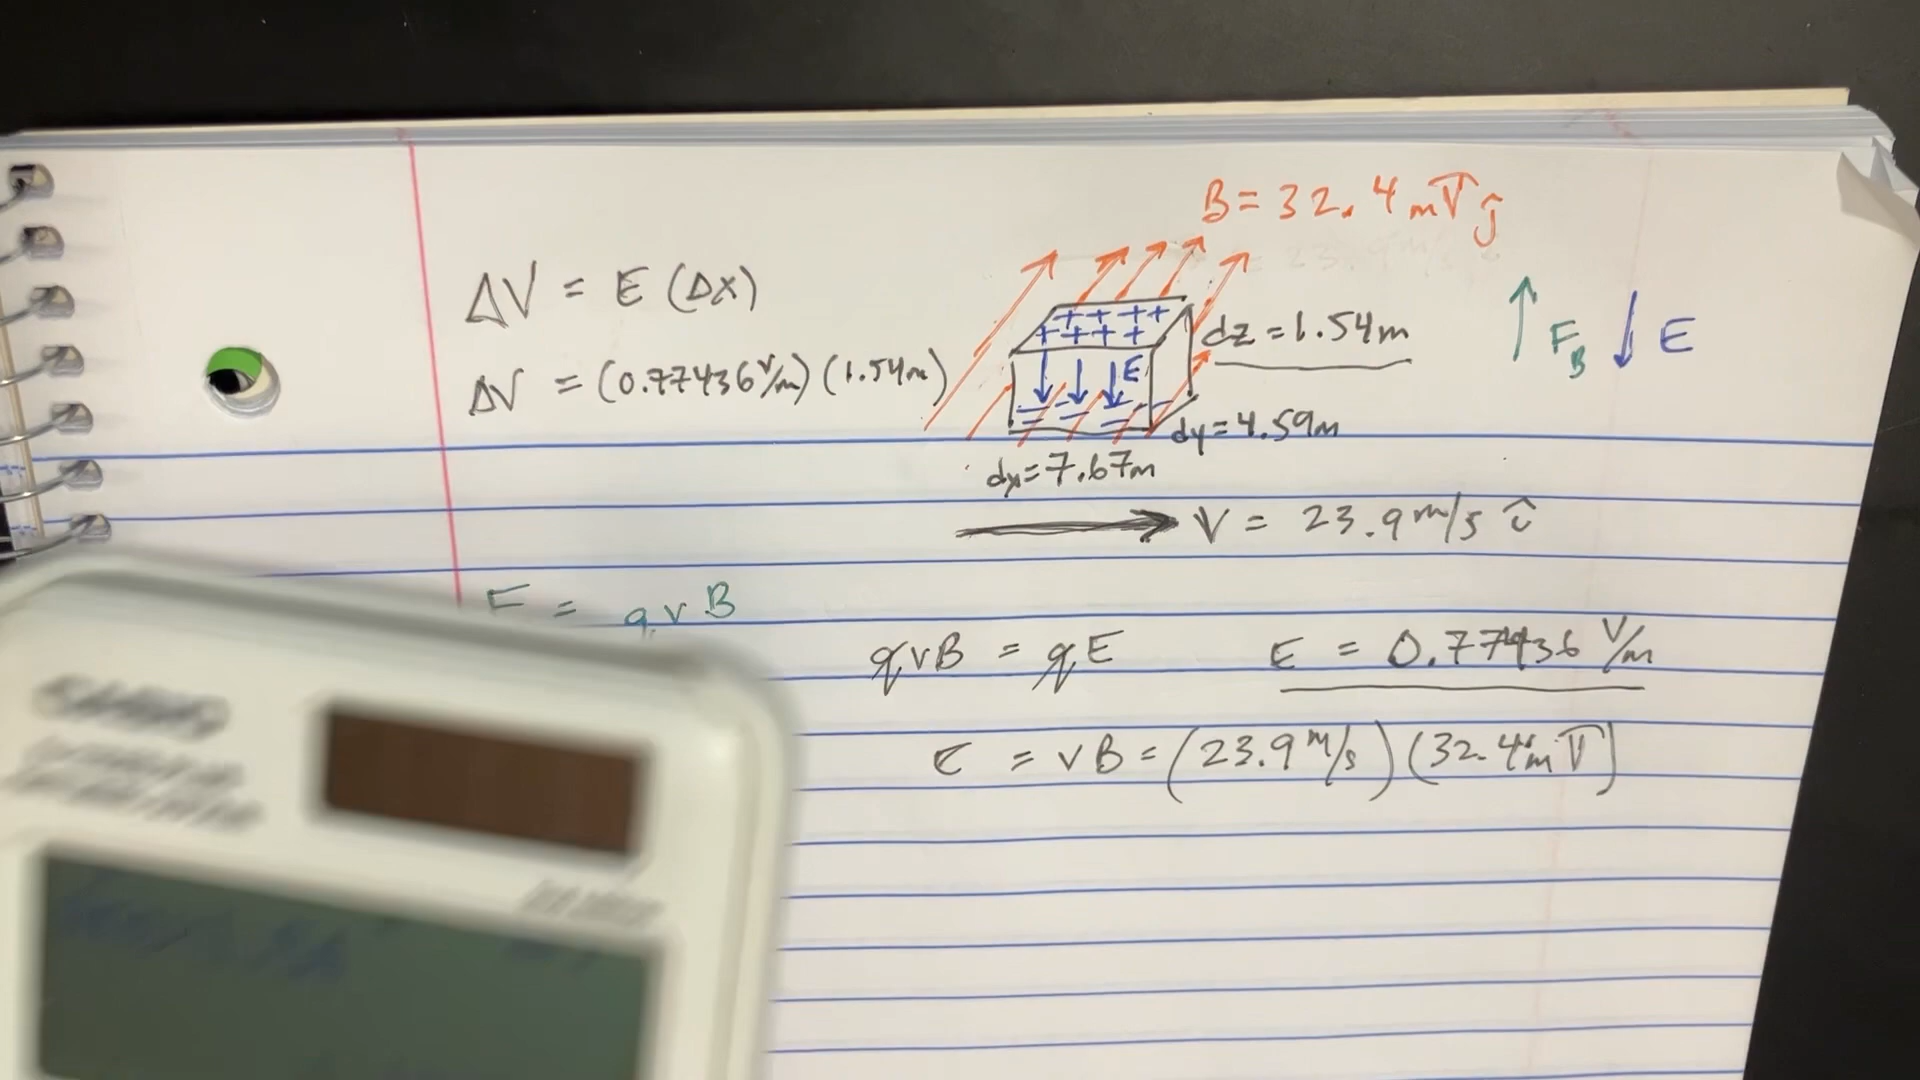 B = 32.4 mT ĵ
ΔV = E (Δx)
ΔV = (0.77436 V/m) (1.54m)
+ + + +
+ + + +
E
dz = 1.54m
F_B
E
dy = 4.59m
dx = 7.67m
V = 23.9 m/s î
F = qvB
qvB = qE
E = 0.77436 V/m
E = vB = (23.9 m/s) (32.4 mT)